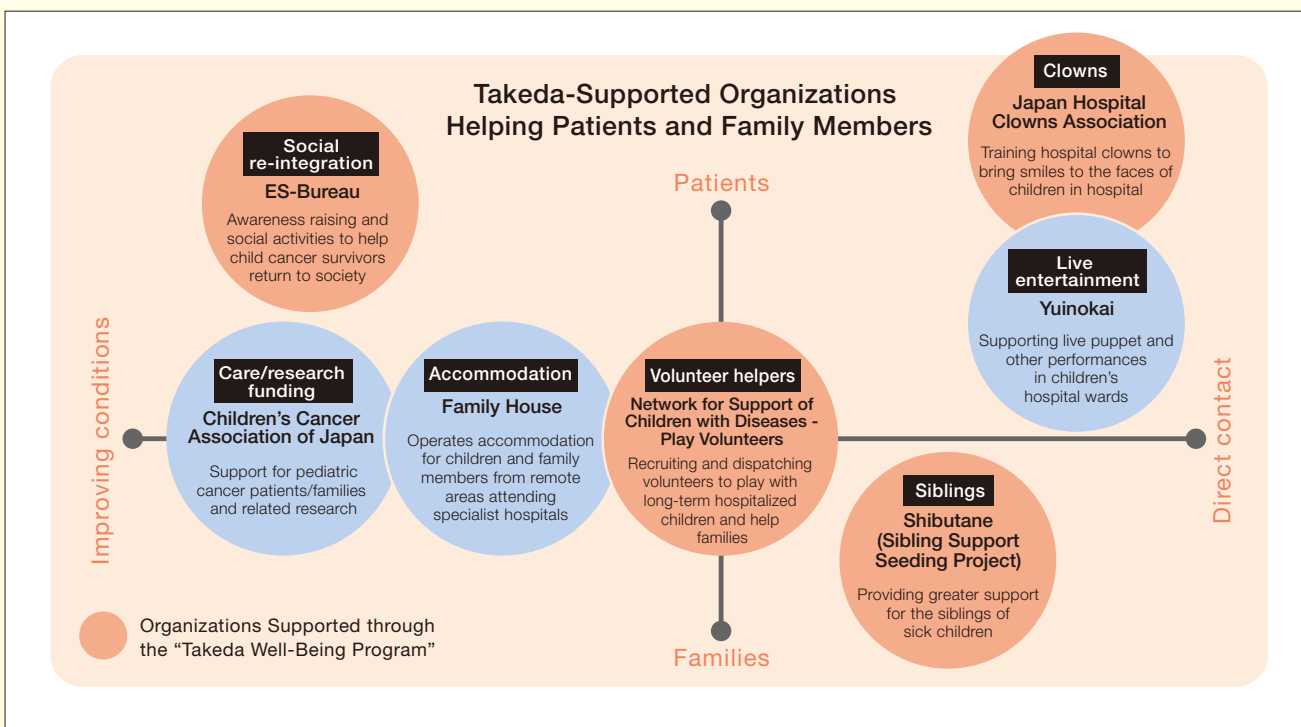 Takeda-Supported Organizations
Helping Patients and Family Members
Clowns
Japan Hospital
Clowns Association
Training hospital clowns to
bring smiles to the faces of
children in hospital
Social
re-integration
ES-Bureau
Awareness raising and
social activities to help
child cancer survivors
return to society
Patients
Live
entertainment
Yuinokai
Supporting live puppet and
other performances
in children's
hospital wards
Improving conditions
Care/research
funding
Children's Cancer
Association of Japan
Support for pediatric
cancer patients/families
and related research
Accommodation
Family House
Operates accommodation
for children and family
members from remote
areas attending
specialist hospitals
Volunteer helpers
Network for Support of
Children with Diseases -
Play Volunteers
Recruiting and dispatching
volunteers to play with
long-term hospitalized
children and help
families
Direct contact
Siblings
Shibutane
(Sibling Support
Seeding Project)
Providing greater support
for the siblings of
sick children
Families
Organizations Supported through
the “Takeda Well-Being Program”